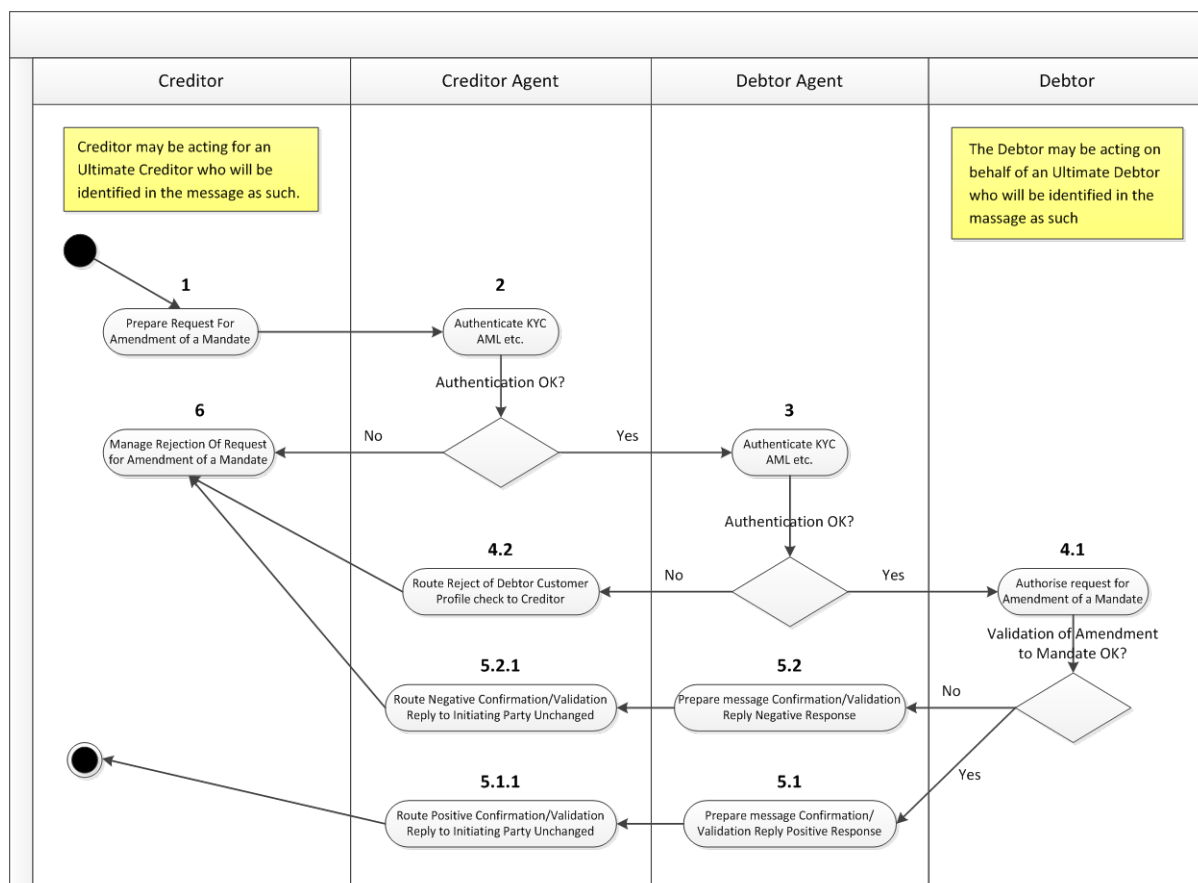 Creditor
Creditor Agent
Debtor Agent
Debtor
Creditor may be acting for an
Ultimate Creditor who will be
identified in the message as such.
The Debtor may be acting on
behalf of an Ultimate Debtor
who will be identified in the
massage as such
1
Prepare Request For
Amendment of a Mandate
2
Authenticate KYC
AML etc.
Authentication OK?
6
Manage Rejection Of Request
for Amendment of a Mandate
No
Yes
3
Authenticate KYC
AML etc.
Authentication OK?
4.2
Route Reject of Debtor Customer
Profile check to Creditor
No
Yes
4.1
Authorise request for
Amendment of a Mandate
Validation of Amendment
to Mandate OK?
5.2.1
Route Negative Confirmation/Validation
Reply to Initiating Party Unchanged
5.2
Prepare message Confirmation/Validation
Reply Negative Response
No
Yes
5.1.1
Route Positive Confirmation/Validation
Reply to Initiating Party Unchanged
5.1
Prepare message Confirmation/
Validation Reply Positive Response